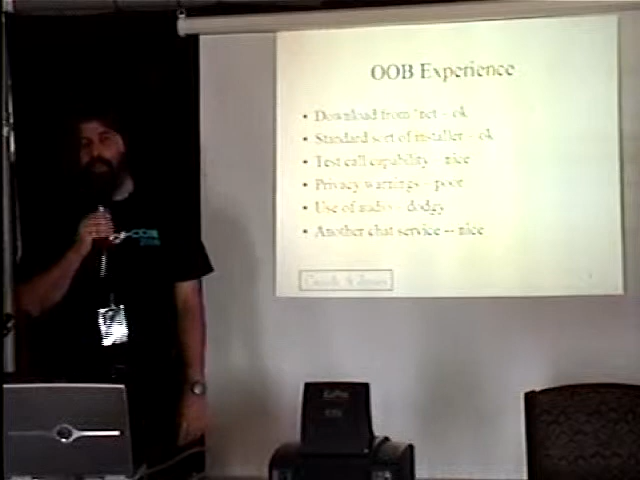 OOB Experience
• Download from 'net -- ok
• Standard sort of installer -- ok
• Test call capability -- nice
• Privacy warnings -- poor
• Use of audio -- dodgy
• Another chat service -- nice